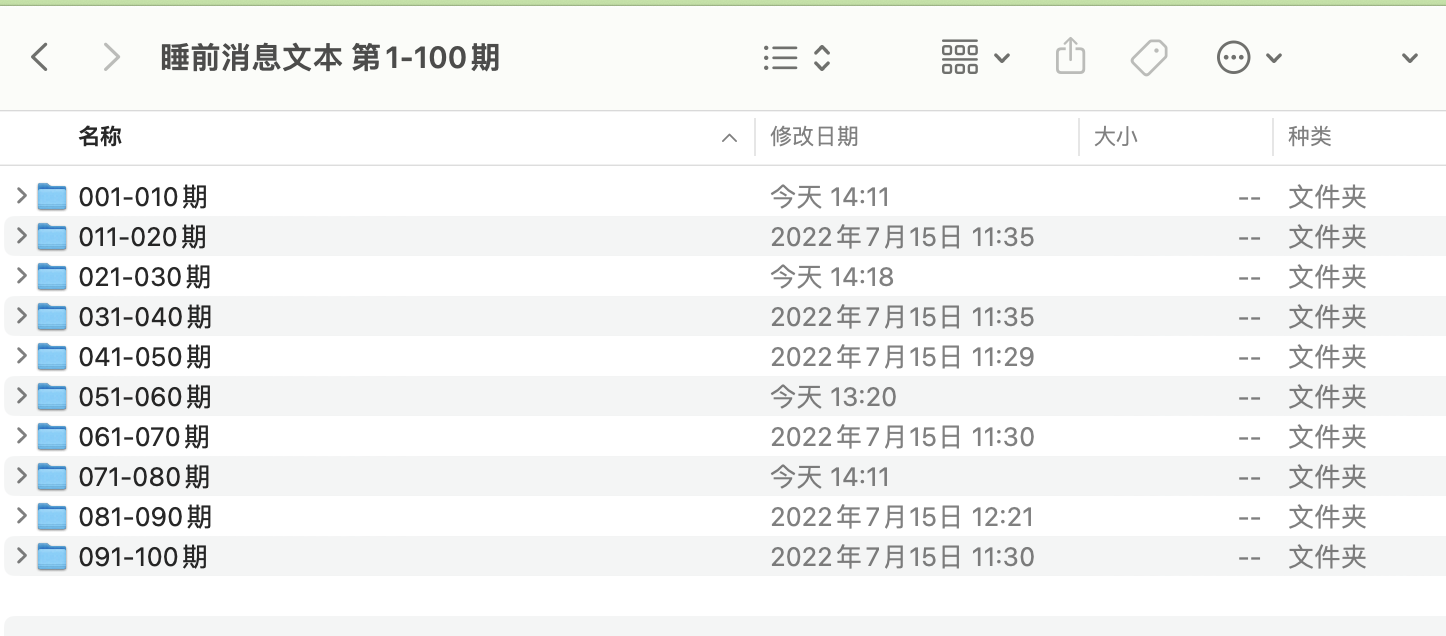 睡前消息文本 第1-100期
名称 修改日期 大小 种类
001-010期 今天 14:11 -- 文件夹
011-020期 2022年7月15日 11:35 -- 文件夹
021-030期 今天 14:18 -- 文件夹
031-040期 2022年7月15日 11:35 -- 文件夹
041-050期 2022年7月15日 11:29 -- 文件夹
051-060期 今天 13:20 -- 文件夹
061-070期 2022年7月15日 11:30 -- 文件夹
071-080期 今天 14:11 -- 文件夹
081-090期 2022年7月15日 12:21 -- 文件夹
091-100期 2022年7月15日 11:30 -- 文件夹